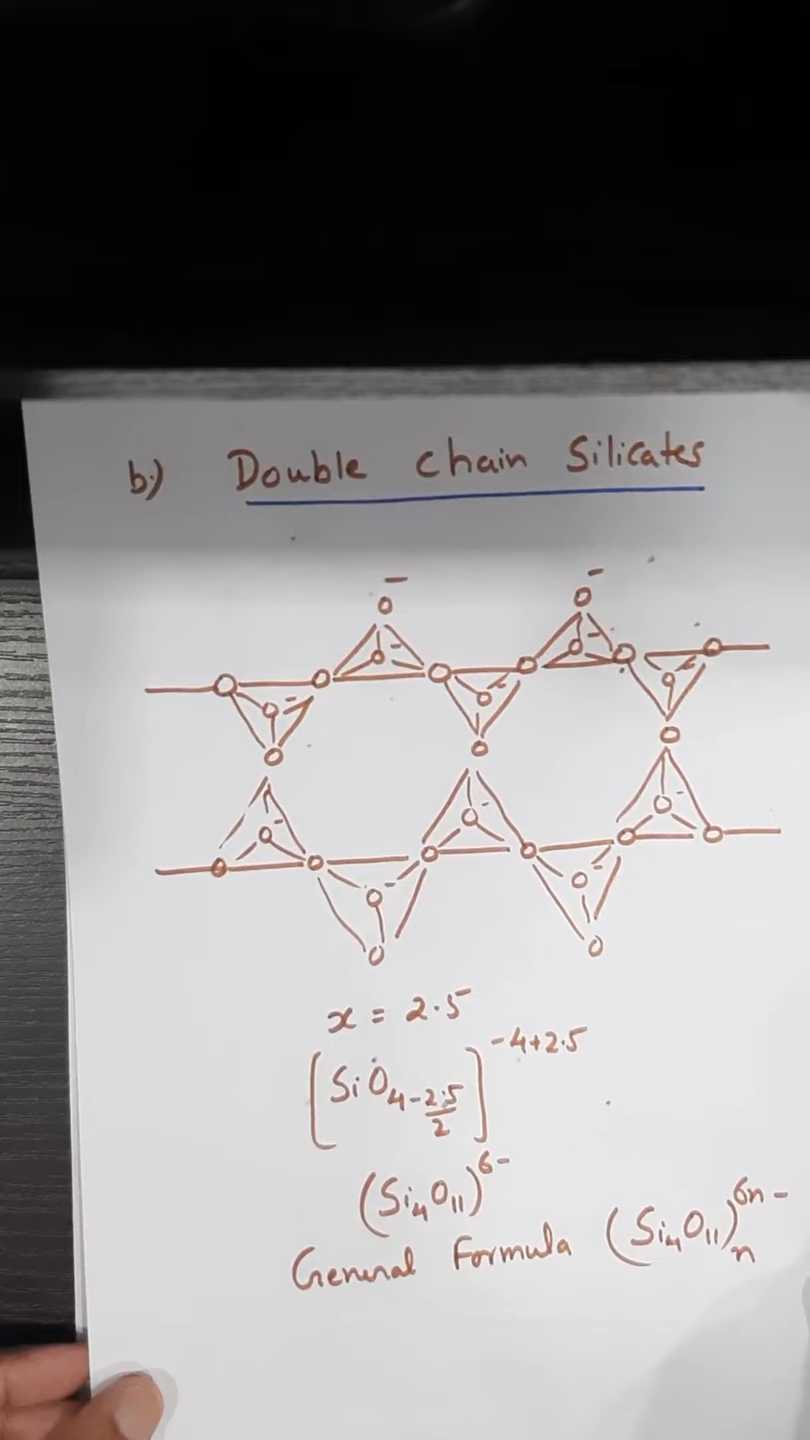 b.) Double Chain Silicates
x = 2.5
[SiO₄₋₂.₅/₂]⁻⁴⁺²·⁵
(Si₄O₁₁)⁶⁻
General Formula (Si₄O₁₁)ₙ⁶ⁿ⁻